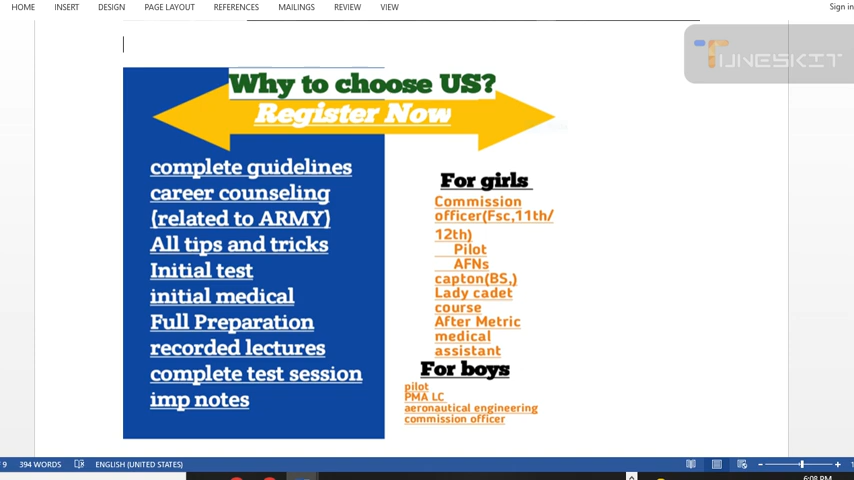 HOME INSERT DESIGN PAGE LAYOUT REFERENCES MAILINGS REVIEW VIEW Sign in
TUNESKIT
Why to choose US?
Register Now
complete guidelines
career counseling
(related to ARMY)
All tips and tricks
Initial test
initial medical
Full Preparation
recorded lectures
complete test session
imp notes
For girls
Commission
officer(Fsc,11th/
12th)
Pilot
AFNs
capton(BS,)
Lady cadet
course
After Metric
medical
assistant
For boys
pilot
PMA LC
aeronautical engineering
commission officer
9 394 WORDS ENGLISH (UNITED STATES)
6:08 PM